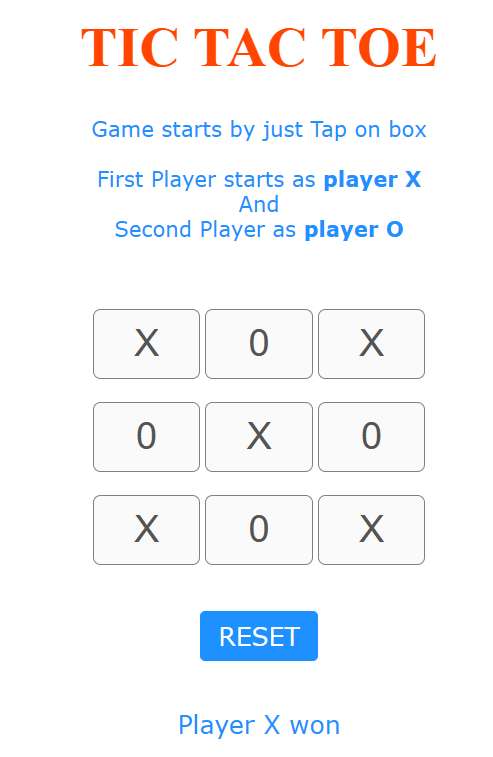 TIC TAC TOE
Game starts by just Tap on box
First Player starts as player X
And
Second Player as player O
X 0 X
0 X 0
X 0 X
RESET
Player X won